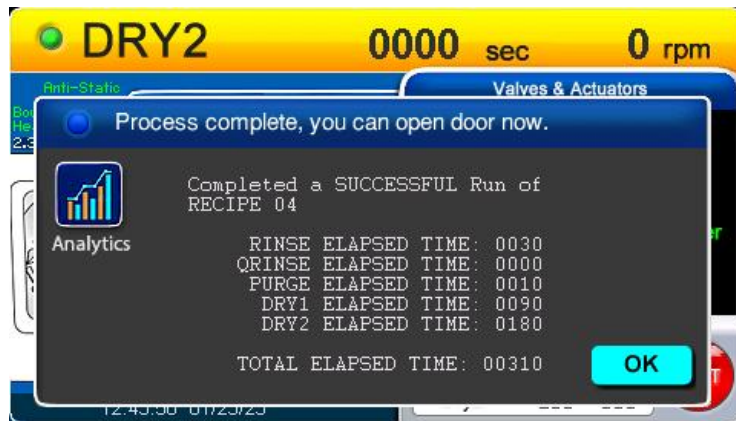 DRY2 0000 sec 0 rpm
Anti-Static
Valves & Actuators
Process complete, you can open door now.
Completed a SUCCESSFUL Run of
RECIPE 04
Analytics
RINSE ELAPSED TIME: 0030
QRINSE ELAPSED TIME: 0000
PURGE ELAPSED TIME: 0010
DRY1 ELAPSED TIME: 0090
DRY2 ELAPSED TIME: 0180
TOTAL ELAPSED TIME: 00310
OK